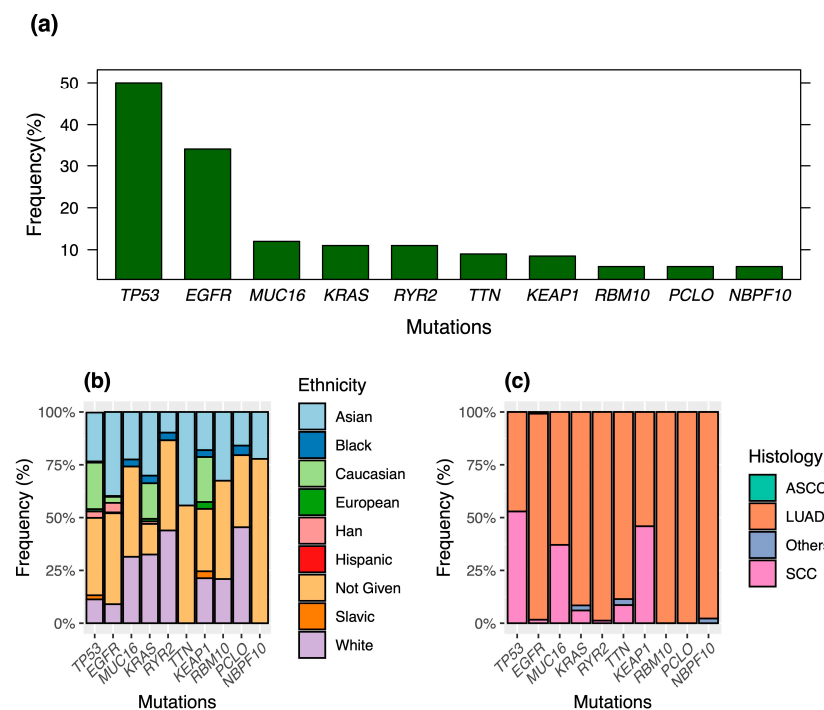 (a)
Frequency(%)
50
40
30
20
10
TP53 EGFR MUC16 KRAS RYR2 TTN KEAP1 RBM10 PCLO NBPF10
Mutations
(b)
Frequency (%)
100%
75%
50%
25%
0%
TP53 EGFR MUC16 KRAS RYR2 TTN KEAP1 RBM10 PCLO NBPF10
Mutations
Ethnicity
Asian
Black
Caucasian
European
Han
Hispanic
Not Given
Slavic
White
(c)
Frequency (%)
100%
75%
50%
25%
0%
TP53 EGFR MUC16 KRAS RYR2 TTN KEAP1 RBM10 PCLO NBPF10
Mutations
Histology
ASCC
LUAD
Others
SCC